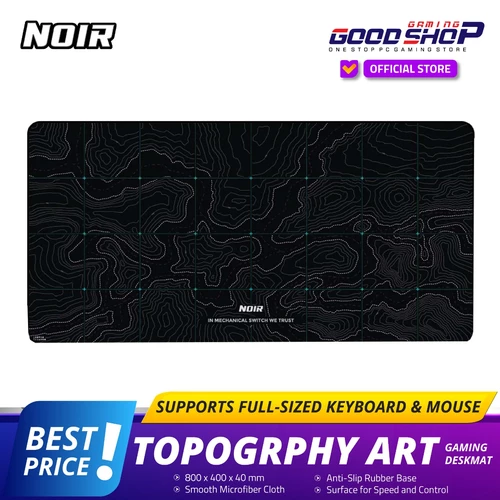 NOIR
GAMING
GOODSHOP
ONE STOP PC GAMING STORE
OFFICIAL STORE
NOIR
IN MECHANICAL SWITCH WE TRUST
SUPPORTS FULL-SIZED KEYBOARD & MOUSE
BEST
PRICE!
TOPOGRPHY ART
GAMING
DESKMAT
• 800 x 400 x 40 mm
• Smooth Microfiber Cloth
• Anti-Slip Rubber Base
• Surface for Speed and Control